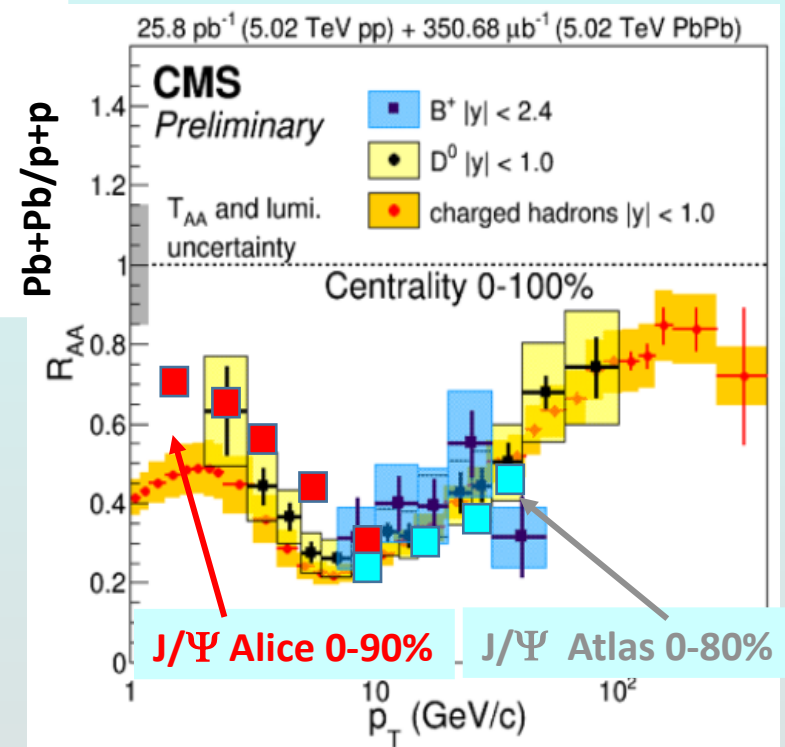 25.8 pb⁻¹ (5.02 TeV pp) + 350.68 μb⁻¹ (5.02 TeV PbPb)
CMS
Preliminary
B⁺ |y| < 2.4
D⁰ |y| < 1.0
charged hadrons |y| < 1.0
T_AA and lumi.
uncertainty
Centrality 0-100%
Pb+Pb/p+p
R_AA
1.4
1.2
1
0.8
0.6
0.4
0.2
0
J/Ψ Alice 0-90%
J/Ψ Atlas 0-80%
1
10
10²
p_T (GeV/c)